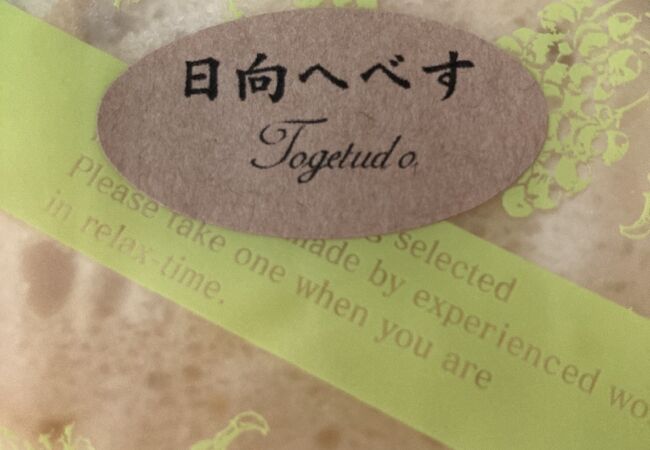 日向へべす
Togetudo
selected
made by experienced
Please take one when you are
in relax-time.